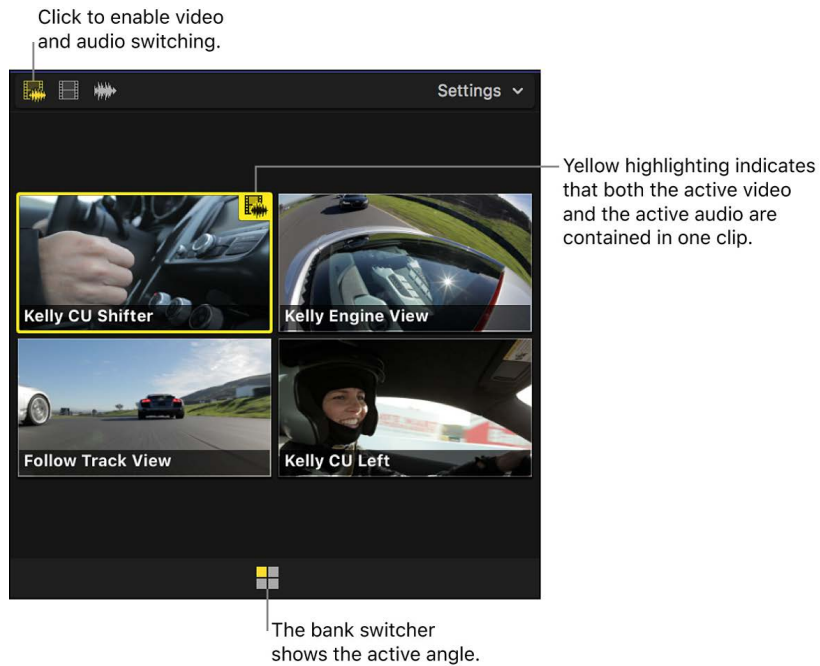 Click to enable video
and audio switching.
Settings
Yellow highlighting indicates
that both the active video
and the active audio are
contained in one clip.
Kelly CU Shifter
Kelly Engine View
Follow Track View
Kelly CU Left
The bank switcher
shows the active angle.